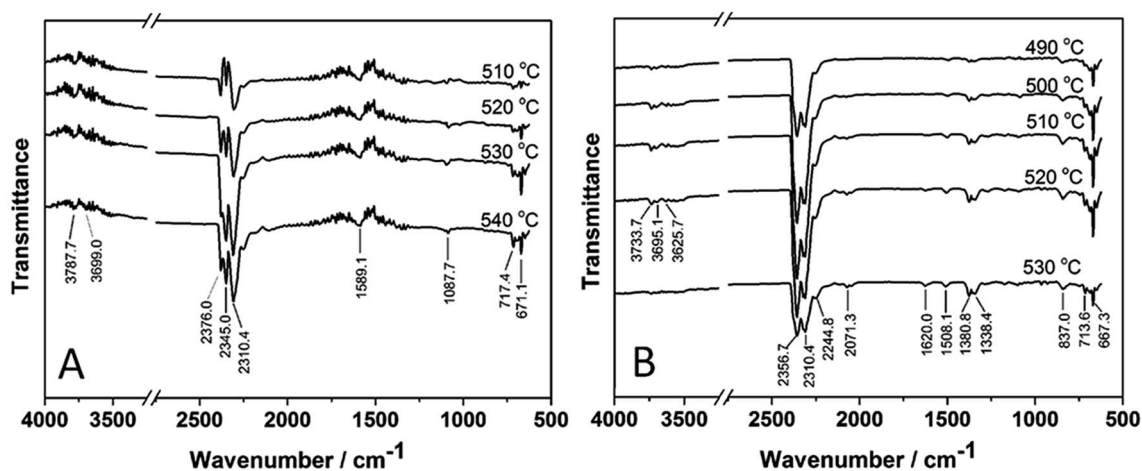 Transmittance
510 °C
520 °C
530 °C
540 °C
3787.7
3699.0
2376.0
2345.0
2310.4
1589.1
1087.7
717.4
671.1
A
4000
3500
2000
1500
1000
500
Wavenumber / cm-1
Transmittance
490 °C
500 °C
510 °C
520 °C
530 °C
3733.7
3695.1
3625.7
2356.7
2310.4
2244.8
2071.3
1620.0
1508.1
1380.8
1338.4
837.0
713.6
667.3
B
4000
3500
2500
2000
1500
1000
500
Wavenumber / cm-1